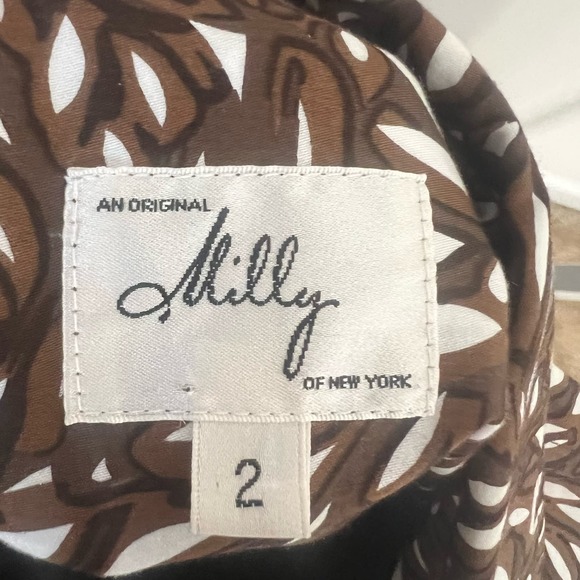 AN ORIGINAL
Milly
OF NEW YORK
2